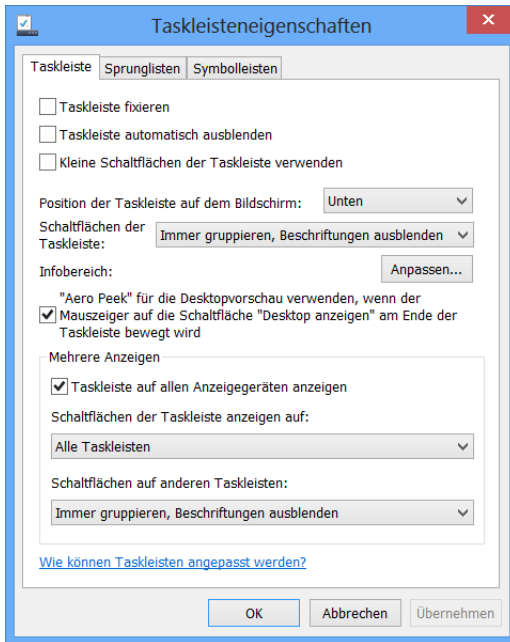 Taskleisteneigenschaften
Taskleiste Sprunglisten Symbolleisten
Taskleiste fixieren
Taskleiste automatisch ausblenden
Kleine Schaltflächen der Taskleiste verwenden
Position der Taskleiste auf dem Bildschirm: Unten
Schaltflächen der
Taskleiste: Immer gruppieren, Beschriftungen ausblenden
Infobereich: Anpassen...
"Aero Peek" für die Desktopvorschau verwenden, wenn der
Mauszeiger auf die Schaltfläche "Desktop anzeigen" am Ende der
Taskleiste bewegt wird
Mehrere Anzeigen
Taskleiste auf allen Anzeigegeräten anzeigen
Schaltflächen der Taskleiste anzeigen auf:
Alle Taskleisten
Schaltflächen auf anderen Taskleisten:
Immer gruppieren, Beschriftungen ausblenden
Wie können Taskleisten angepasst werden?
OK Abbrechen Übernehmen